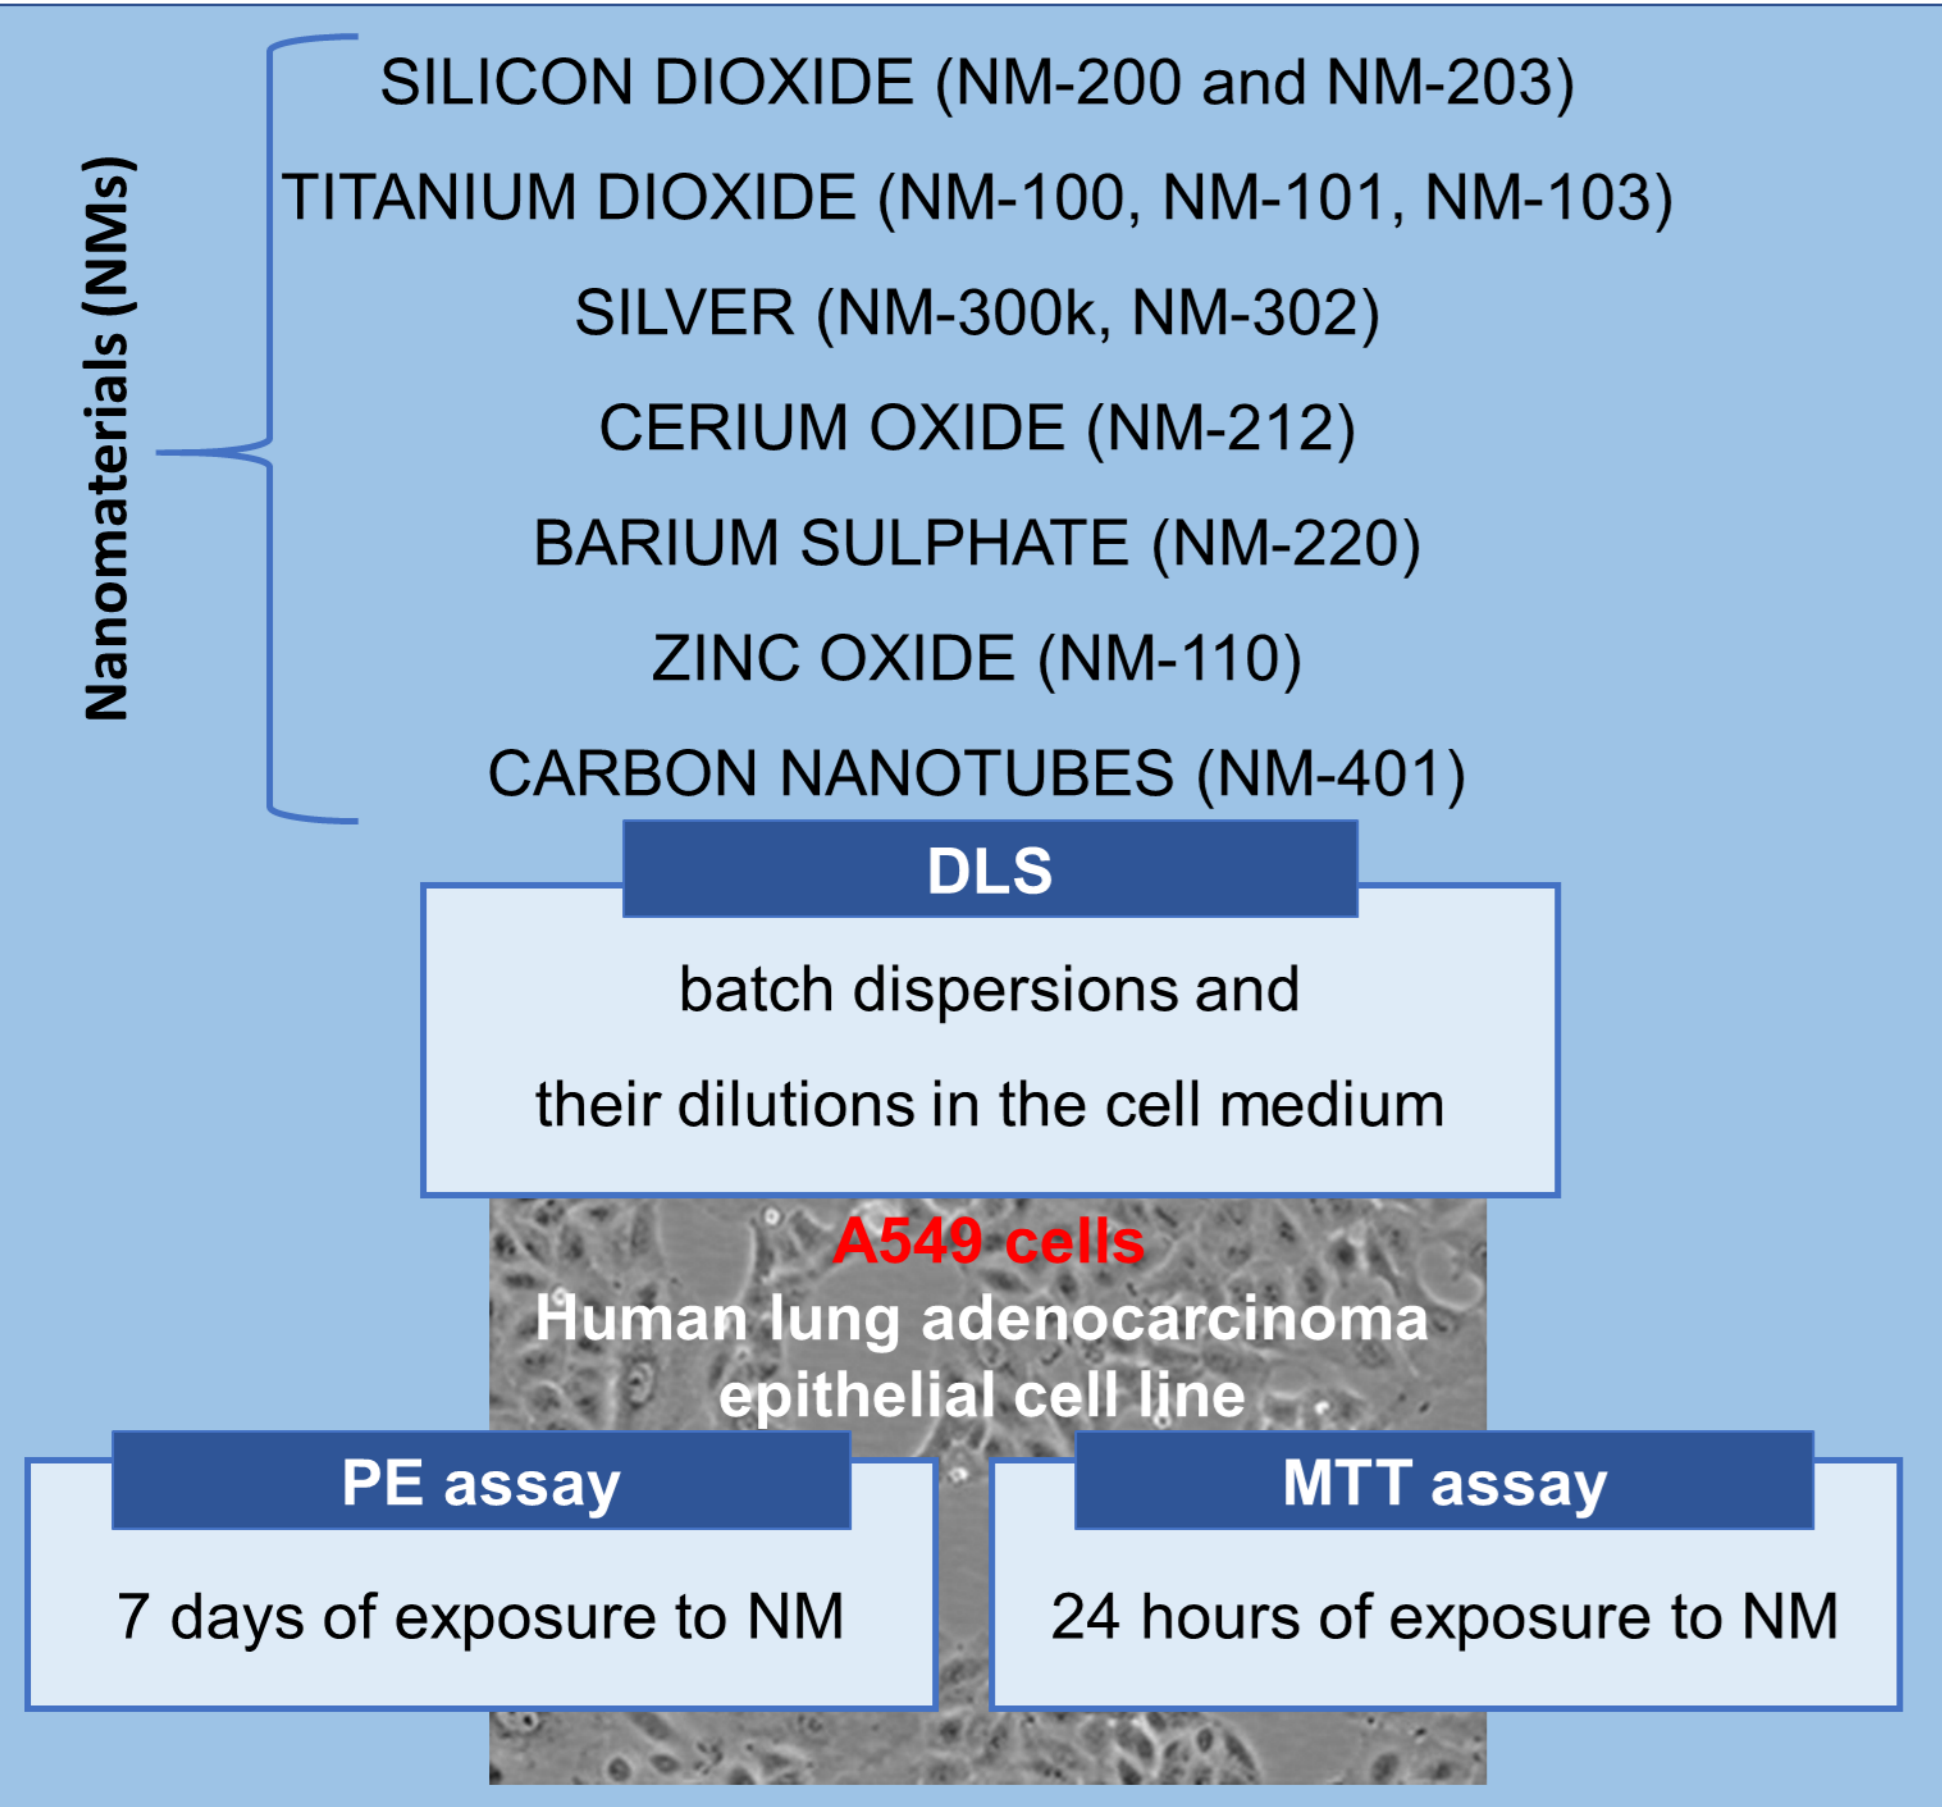 Nanomaterials (NMs)
SILICON DIOXIDE (NM-200 and NM-203)
TITANIUM DIOXIDE (NM-100, NM-101, NM-103)
SILVER (NM-300k, NM-302)
CERIUM OXIDE (NM-212)
BARIUM SULPHATE (NM-220)
ZINC OXIDE (NM-110)
CARBON NANOTUBES (NM-401)
DLS
batch dispersions and
their dilutions in the cell medium
A549 cells
Human lung adenocarcinoma
epithelial cell line
PE assay
7 days of exposure to NM
MTT assay
24 hours of exposure to NM